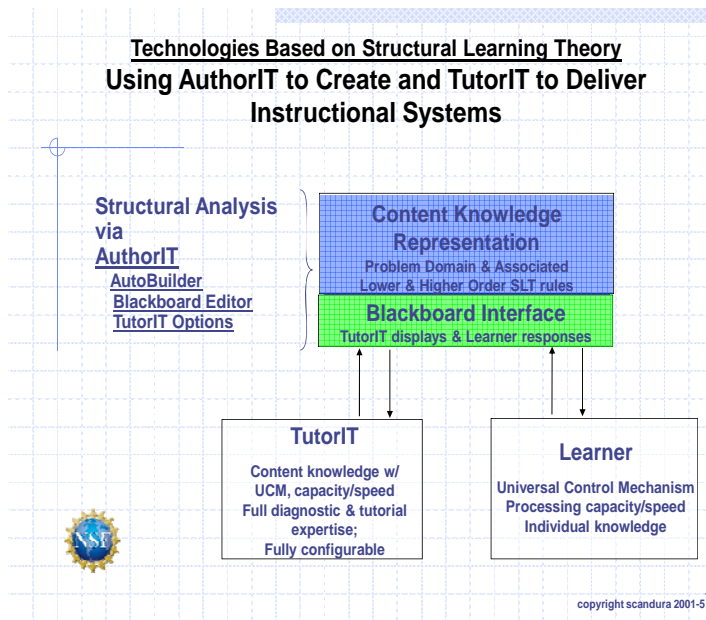 Technologies Based on Structural Learning Theory
Using AuthorIT to Create and TutorIT to Deliver
Instructional Systems
Structural Analysis
via
AuthorIT
AutoBuilder
Blackboard Editor
TutorIT Options
Content Knowledge
Representation
Problem Domain & Associated
Lower & Higher Order SLT rules
Blackboard Interface
TutorIT displays & Learner responses
TutorIT
Content knowledge w/
UCM, capacity/speed
Full diagnostic & tutorial
expertise;
Fully configurable
Learner
Universal Control Mechanism
Processing capacity/speed
Individual knowledge
NSF
copyright scandura 2001-5